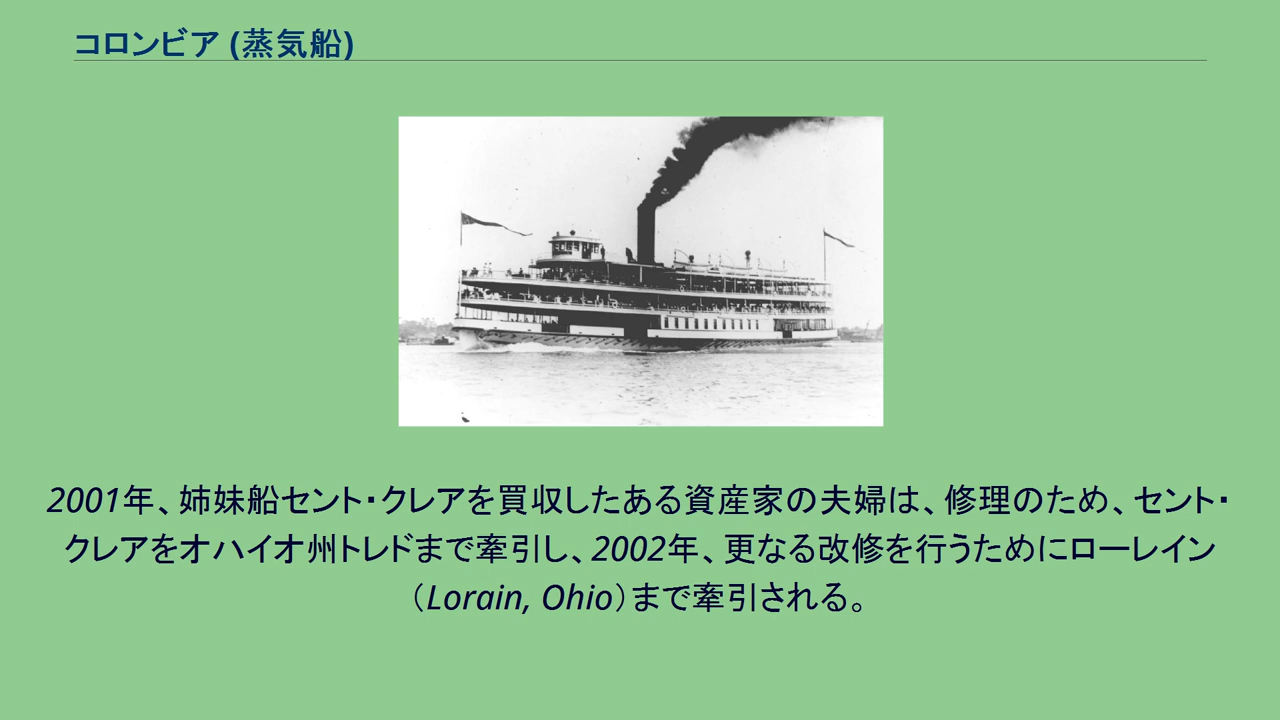 コロンビア (蒸気船)
2001年、姉妹船セント・クレアを買収したある資産家の夫婦は、修理のため、セント・
クレアをオハイオ州トレドまで牽引し、2002年、更なる改修を行うためにローレイン
（Lorain, Ohio）まで牽引される。